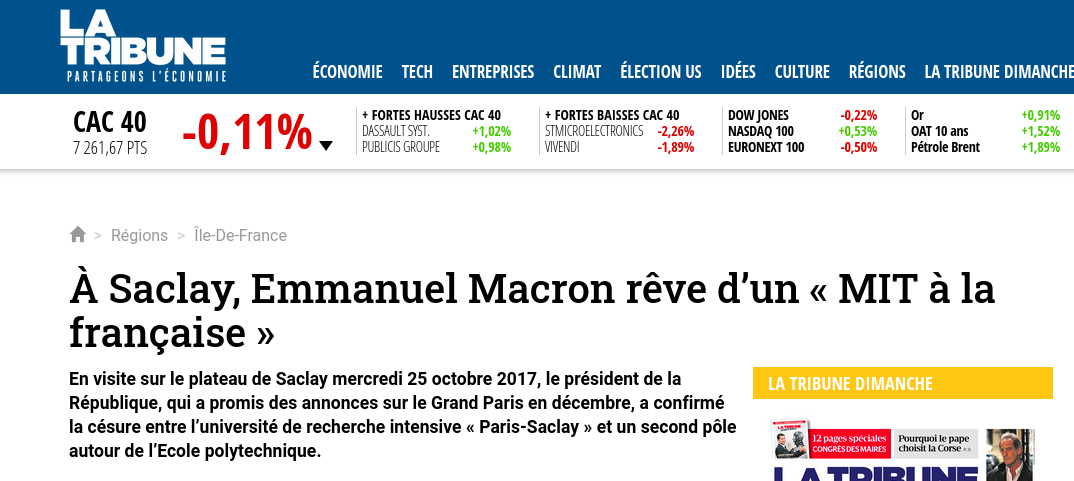 LA
TRIBUNE
PARTAGEONS L'ÉCONOMIE
ÉCONOMIE TECH ENTREPRISES CLIMAT ÉLECTION US IDÉES CULTURE RÉGIONS LA TRIBUNE DIMANCHE
CAC 40
7 261,67 PTS
-0,11%
+ FORTES HAUSSES CAC 40
DASSAULT SYST. +1,02%
PUBLICIS GROUPE +0,98%
+ FORTES BAISSES CAC 40
STMICROELECTRONICS -2,26%
VIVENDI -1,89%
DOW JONES -0,22%
NASDAQ 100 +0,53%
EURONEXT 100 -0,50%
Or +0,91%
OAT 10 ans +1,52%
Pétrole Brent +1,89%
> Régions > Île-De-France
À Saclay, Emmanuel Macron rêve d’un « MIT à la
française »
En visite sur le plateau de Saclay mercredi 25 octobre 2017, le président de la
République, qui a promis des annonces sur le Grand Paris en décembre, a confirmé
la césure entre l’université de recherche intensive « Paris-Saclay » et un second pôle
autour de l’Ecole polytechnique.
LA TRIBUNE DIMANCHE
12 pages spéciales
CONGRÈS DES MAIRES
Pourquoi le pape
choisit la Corse
LA TRIBUNE